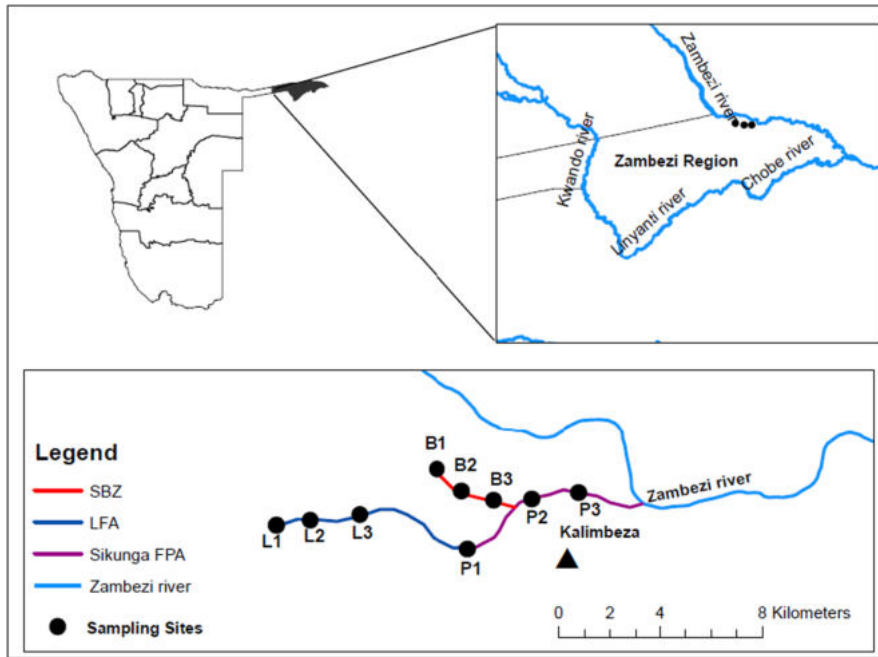 Zambezi river
Kwando river
Zambezi Region
Chobe river
Linyanti river
Legend
SBZ
LFA
Sikunga FPA
Zambezi river
Sampling Sites
B1
B2
B3
L1
L2
L3
P1
P2
P3
Zambezi river
Kalimbeza
0 2 4 8 Kilometers